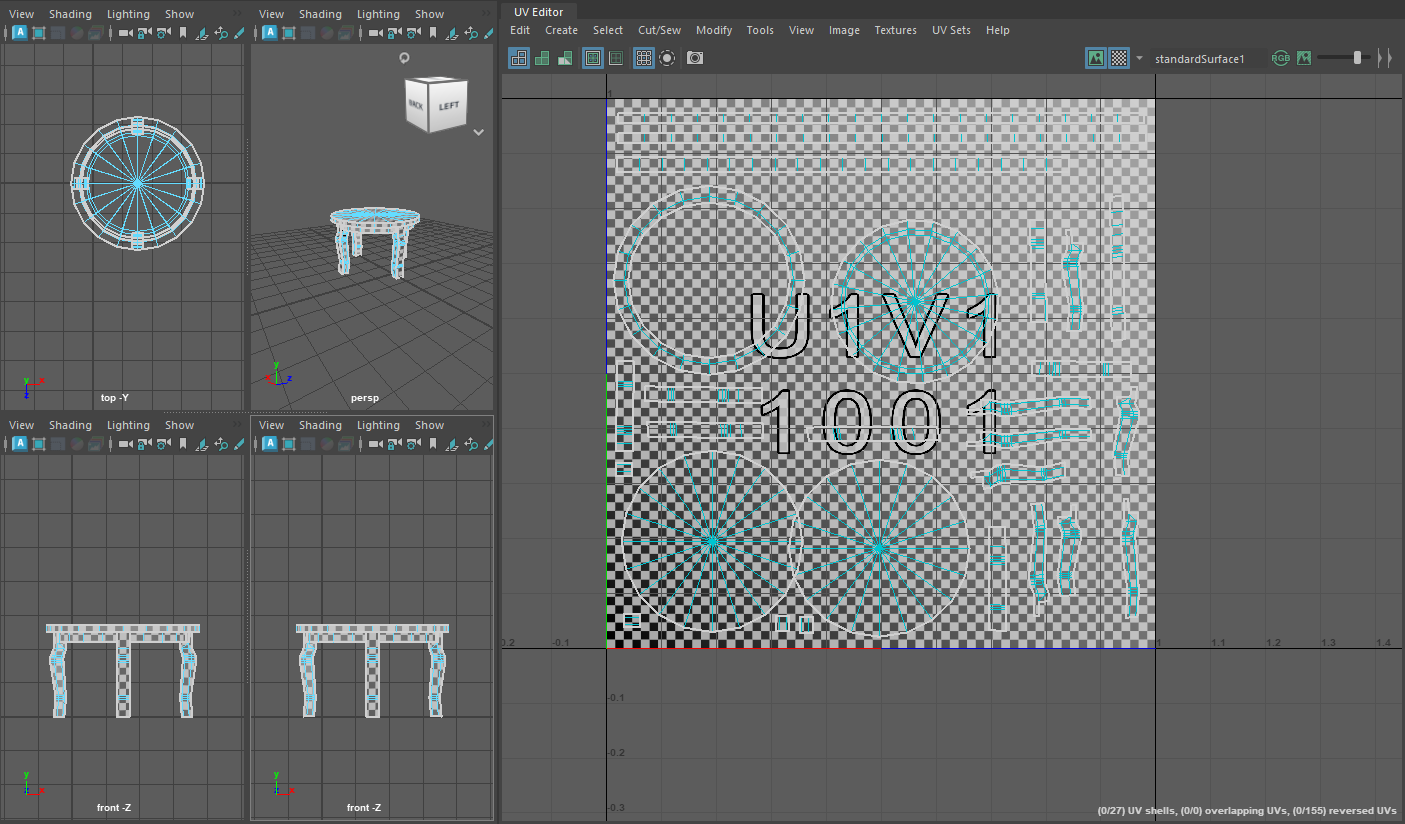 View Shading Lighting Show
View Shading Lighting Show
UV Editor
Edit Create Select Cut/Sew Modify Tools View Image Textures UV Sets Help
A
A
standardSurface1
RGB
BACK LEFT
1
U1V1
1001
y x z
top -Y
y z
persp
View Shading Lighting Show
View Shading Lighting Show
A
A
0.2 -0.1 1 1.1 1.2 1.3 1.4
-0.1
-0.2
-0.3
y x
front -Z
y x
front -Z
(0/27) UV shells, (0/0) overlapping UVs, (0/155) reversed UVs